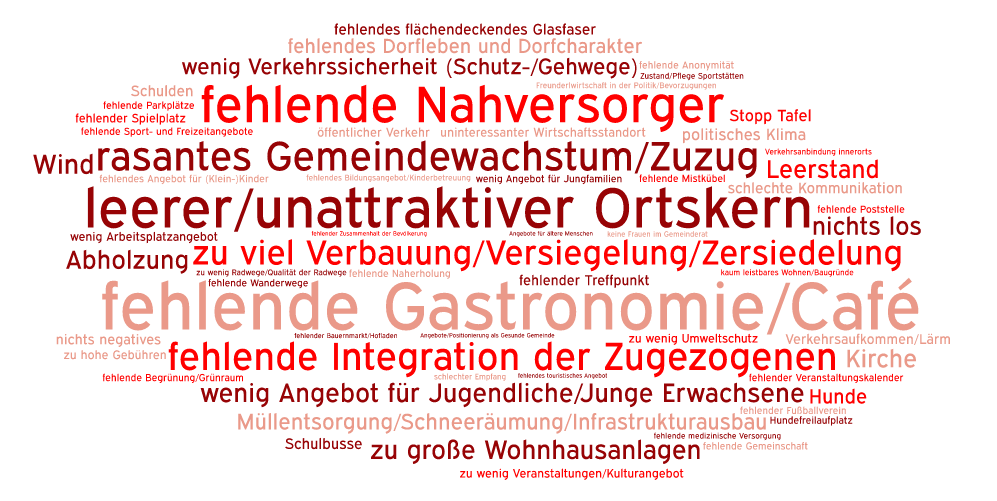 fehlendes flächendeckendes Glasfaser
fehlendes Dorfleben und Dorfcharakter
wenig Verkehrssicherheit (Schutz-/Gehwege)
fehlende Anonymität
Zustand/Pflege Sportstätten
Freunderlwirtschaft in der Politik/Bevorzugungen
Schulden
fehlende Parkplätze
fehlende Nahversorger
fehlender Spielplatz
Stopp Tafel
fehlende Sport- und Freizeitangebote
öffentlicher Verkehr
uninteressanter Wirtschaftsstandort
politisches Klima
Wind
rasantes Gemeindewachstum/Zuzug
Verkehrsanbindung innerorts
Leerstand
fehlendes Angebot für (Klein-)Kinder
fehlendes Bildungsangebot/Kinderbetreuung
wenig Angebot für Jungfamilien
fehlende Mistkübel
schlechte Kommunikation
leerer/unattraktiver Ortskern
fehlende Poststelle
nichts los
wenig Arbeitsplatzangebot
fehlender Zusammenhalt der Bevölkerung
Angebote für ältere Menschen
keine Frauen im Gemeinderat
Abholzung
zu viel Verbauung/Versiegelung/Zersiedelung
zu wenig Radwege/Qualität der Radwege
fehlende Naherholung
kaum leistbares Wohnen/Baugründe
fehlende Wanderwege
fehlender Treffpunkt
fehlende Gastronomie/Café
nichts negatives
fehlender Bauernmarkt/Hofladen
Angebote/Positionierung als Gesunde Gemeinde
zu wenig Umweltschutz
Verkehrsaufkommen/Lärm
zu hohe Gebühren
fehlende Integration der Zugezogenen
Kirche
fehlende Begrünung/Grünraum
schlechter Empfang
fehlendes touristisches Angebot
fehlender Veranstaltungskalender
wenig Angebot für Jugendliche/Junge Erwachsene
Hunde
fehlender Fußballverein
Müllentsorgung/Schneeräumung/Infrastrukturausbau
Hundefreilaufplatz
fehlende medizinische Versorgung
Schulbusse
zu große Wohnhausanlagen
fehlende Gemeinschaft
zu wenig Veranstaltungen/Kulturangebot